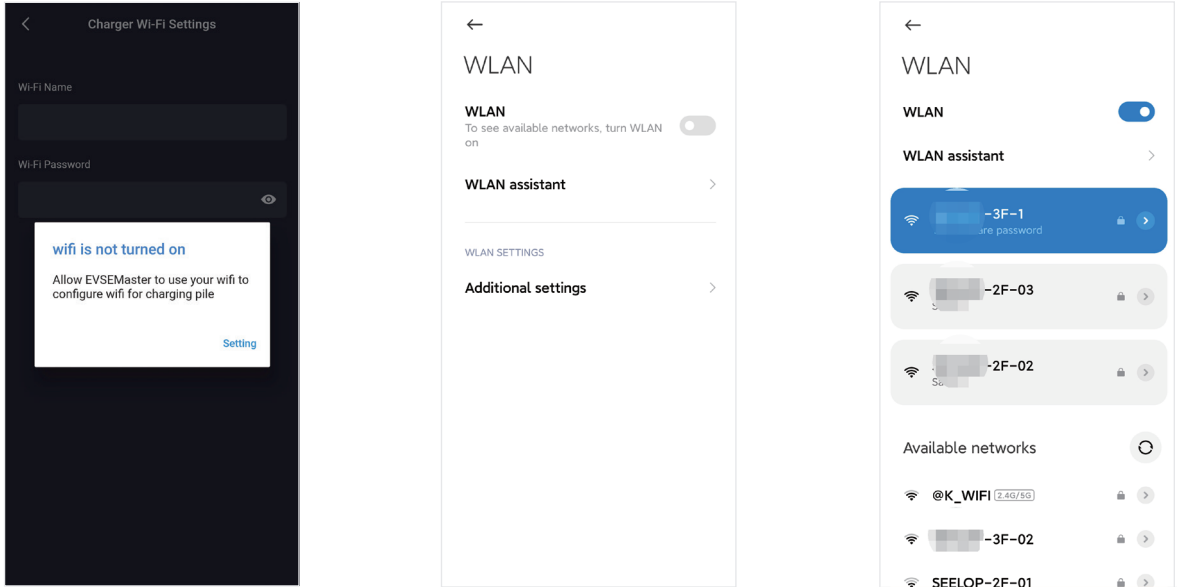 Charger Wi-Fi Settings
Wi-Fi Name
Wi-Fi Password
wifi is not turned on
Allow EVSEMaster to use your wifi to
configure wifi for charging pile
Setting
WLAN
WLAN
To see available networks, turn WLAN
on
WLAN assistant
WLAN SETTINGS
Additional settings
WLAN
WLAN
WLAN assistant
-3F-1
password
-2F-03
-2F-02
Available networks
@K_WIFI 2.4G/5G
-3F-02
SEELOP-2F-01